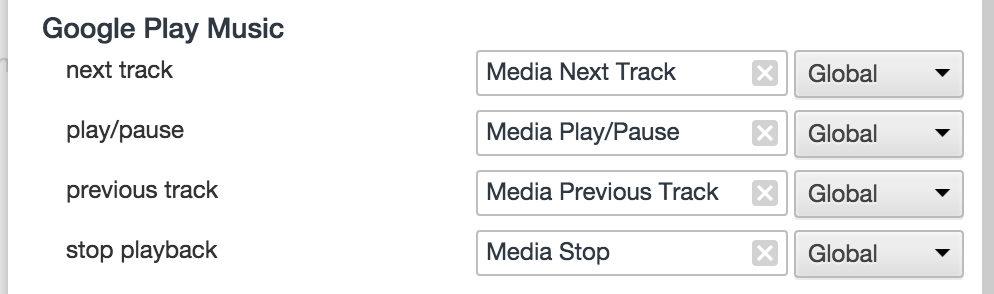 Google Play Music
next track Media Next Track Global
play/pause Media Play/Pause Global
previous track Media Previous Track Global
stop playback Media Stop Global